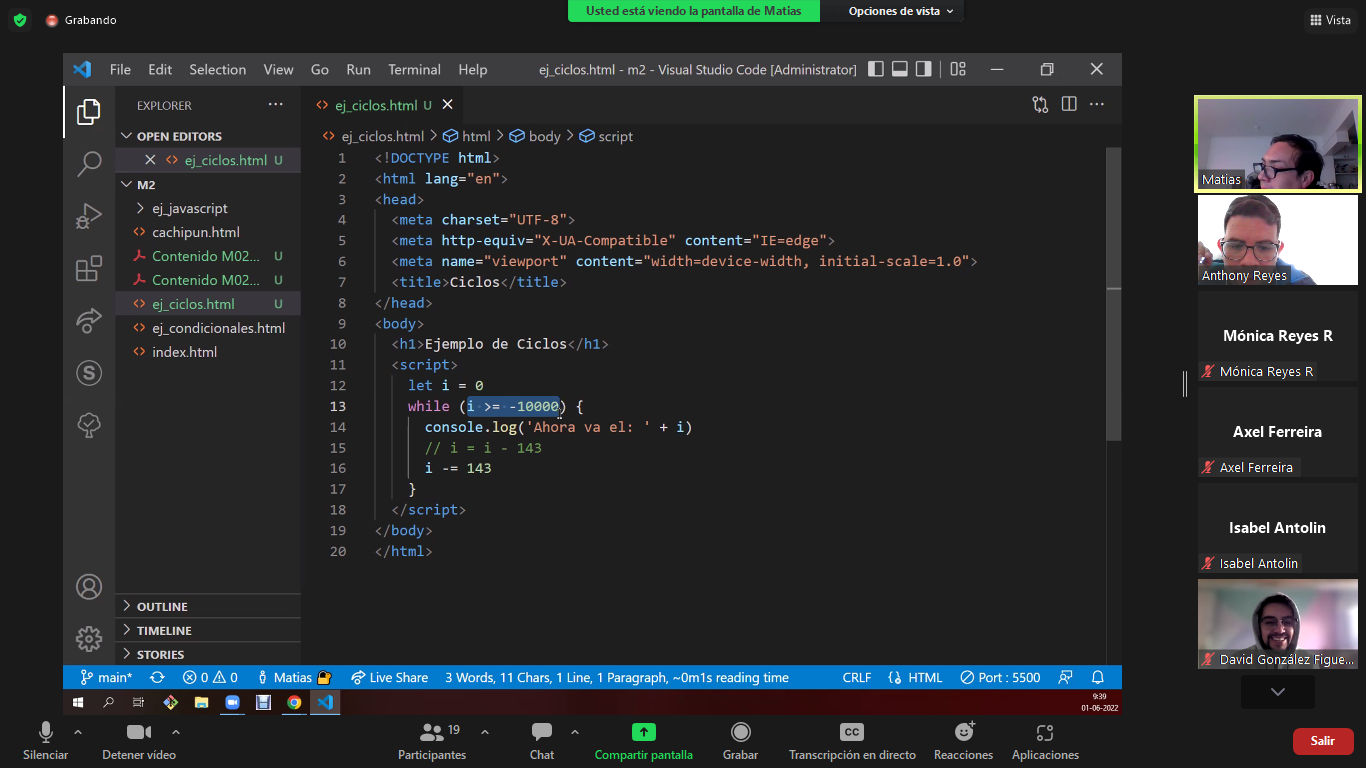 Grabando
Usted está viendo la pantalla de Matias
Opciones de vista
Vista
File Edit Selection View Go Run Terminal Help
ej_ciclos.html - m2 - Visual Studio Code [Administrator]
EXPLORER
OPEN EDITORS
ej_ciclos.html U
M2
ej_javascript
cachipun.html
Contenido M02... U
Contenido M02... U
ej_ciclos.html U
ej_condicionales.html
index.html
OUTLINE
TIMELINE
STORIES
ej_ciclos.html U
ej_ciclos.html > html > body > script
1 <!DOCTYPE html>
2 <html lang="en">
3 <head>
4 <meta charset="UTF-8">
5 <meta http-equiv="X-UA-Compatible" content="IE=edge">
6 <meta name="viewport" content="width=device-width, initial-scale=1.0">
7 <title>Ciclos</title>
8 </head>
9 <body>
10 <h1>Ejemplo de Ciclos</h1>
11 <script>
12 let i = 0
13 while (i >= -10000) {
14 console.log('Ahora va el: ' + i)
15 // i = i - 143
16 i -= 143
17 }
18 </script>
19 </body>
20 </html>
main* 0 0 Matias Live Share 3 Words, 11 Chars, 1 Line, 1 Paragraph, ~0m1s reading time CRLF HTML Port : 5500
9:39
01-06-2022
Matias
Anthony Reyes
Mónica Reyes R
Mónica Reyes R
Axel Ferreira
Axel Ferreira
Isabel Antolin
Isabel Antolin
David González Figue...
Silenciar
Detener vídeo
Participantes 19
Chat
Compartir pantalla
Grabar
CC
Transcripción en directo
Reacciones
Aplicaciones
Salir